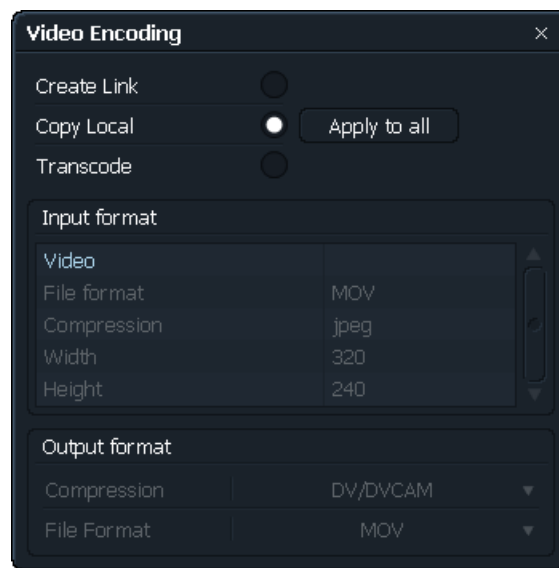 Video Encoding
Create Link
Copy Local Apply to all
Transcode
Input format
Video
File format MOV
Compression jpeg
Width 320
Height 240
Output format
Compression DV/DVCAM
File Format MOV